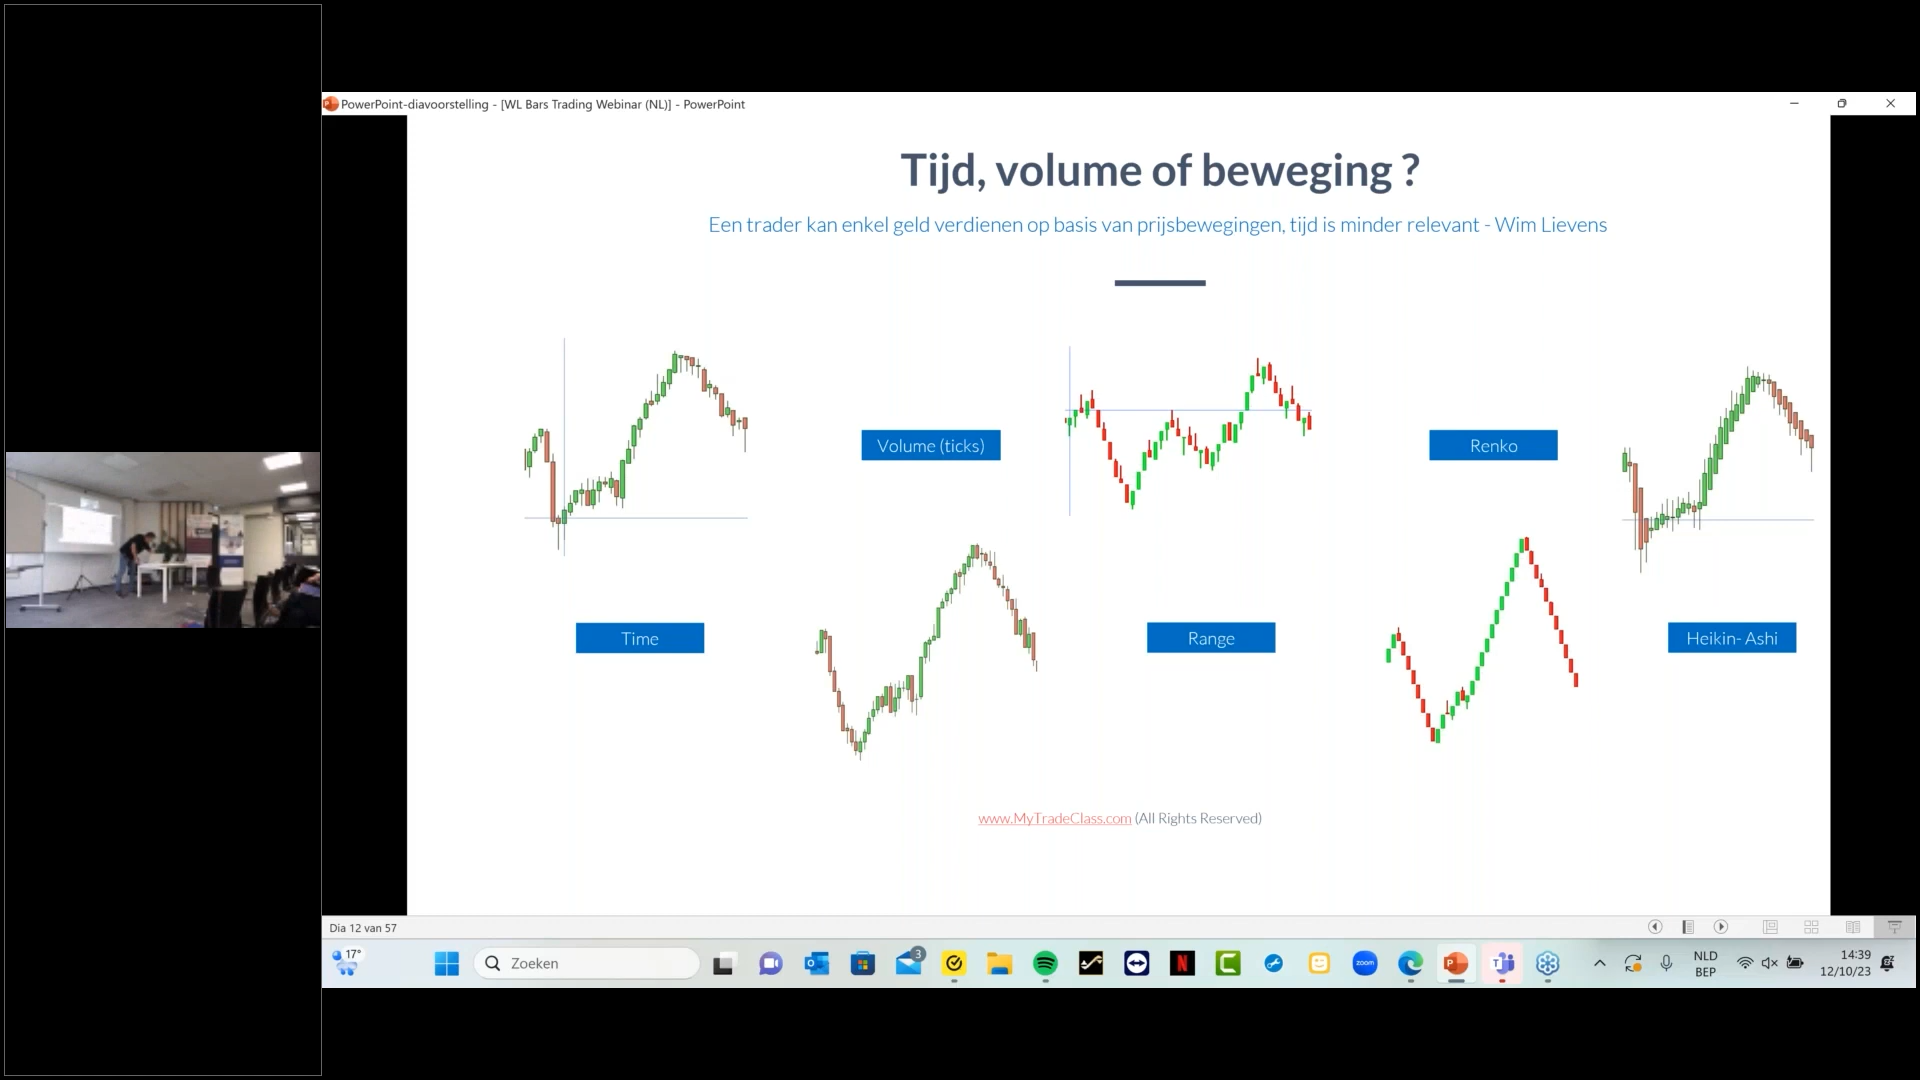 PowerPoint-diavoorstelling - [WL Bars Trading Webinar (NL)] - PowerPoint
Tijd, volume of beweging ?
Een trader kan enkel geld verdienen op basis van prijsbewegingen, tijd is minder relevant - Wim Lievens
Volume (ticks)
Renko
Time
Range
Heikin- Ashi
www.MyTradeClass.com (All Rights Reserved)
Dia 12 van 57
17°
Zoeken
3
zoom
NLD
BEP
14:39
12/10/23